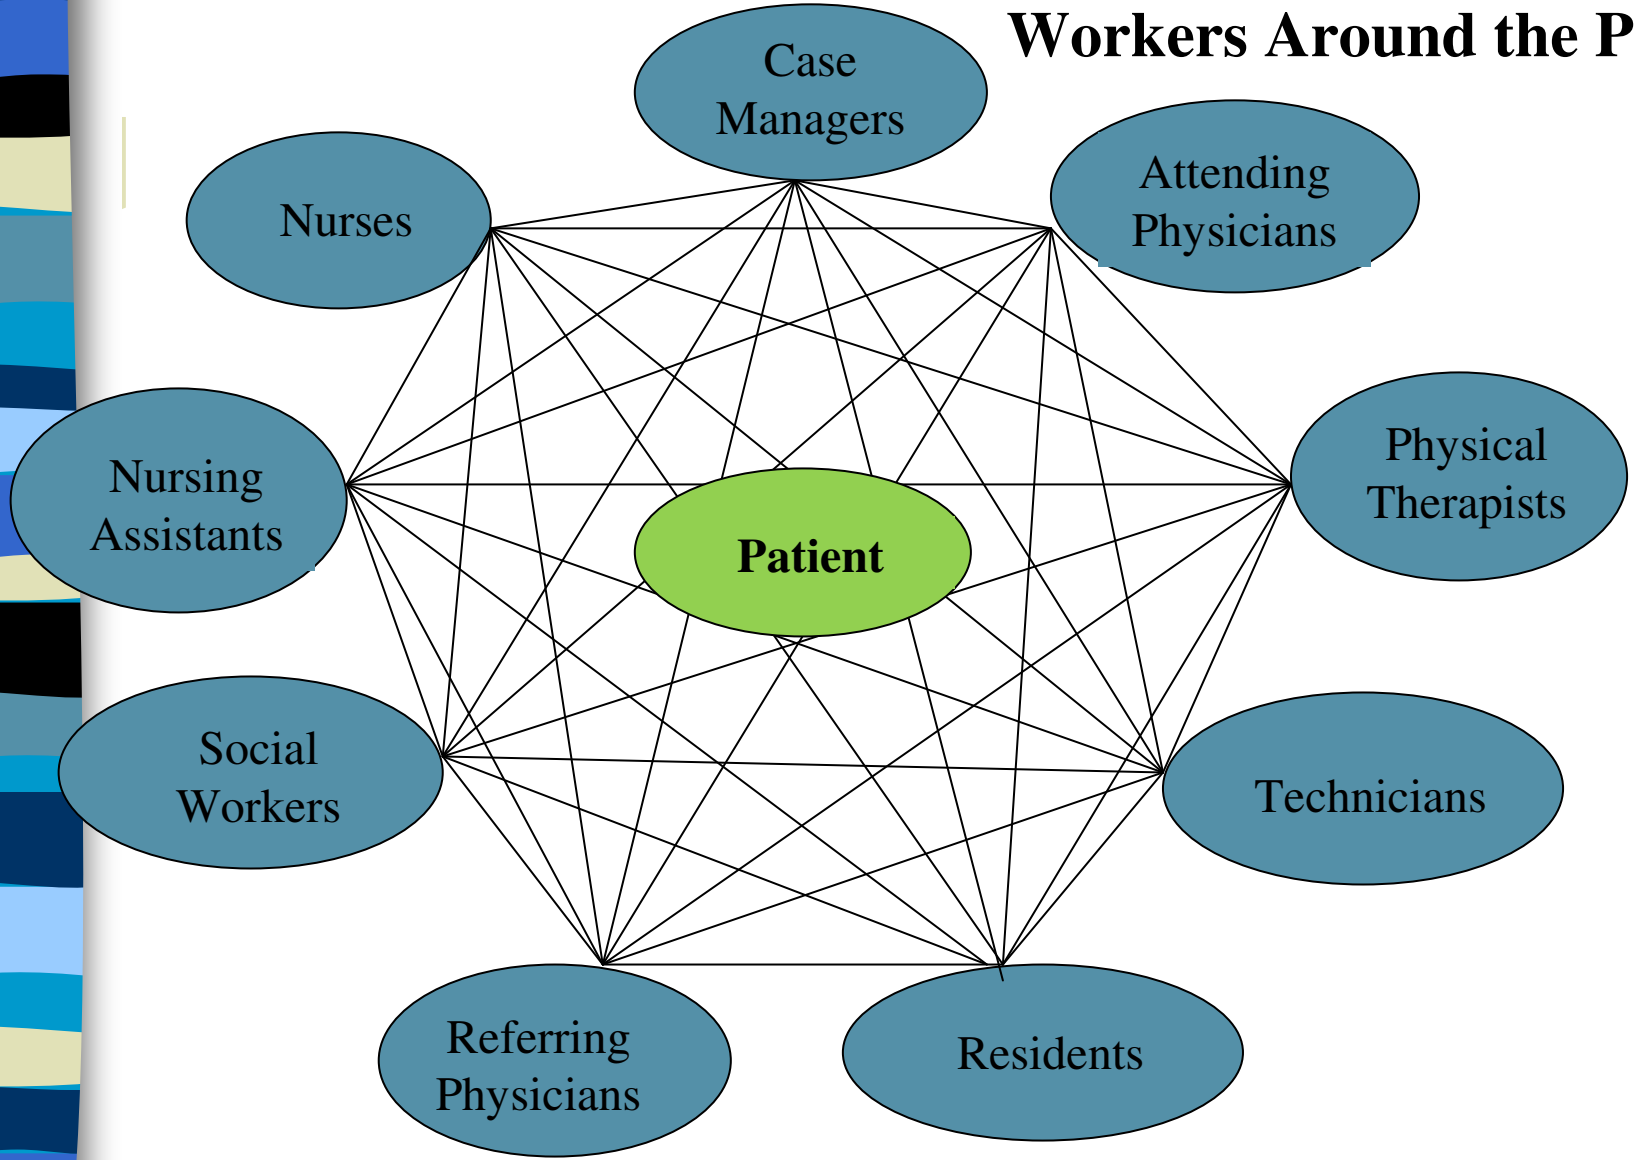 Workers Around the P
Case
Managers
Attending
Physicians
Nurses
Physical
Therapists
Nursing
Assistants
Patient
Social
Workers
Technicians
Referring
Physicians
Residents